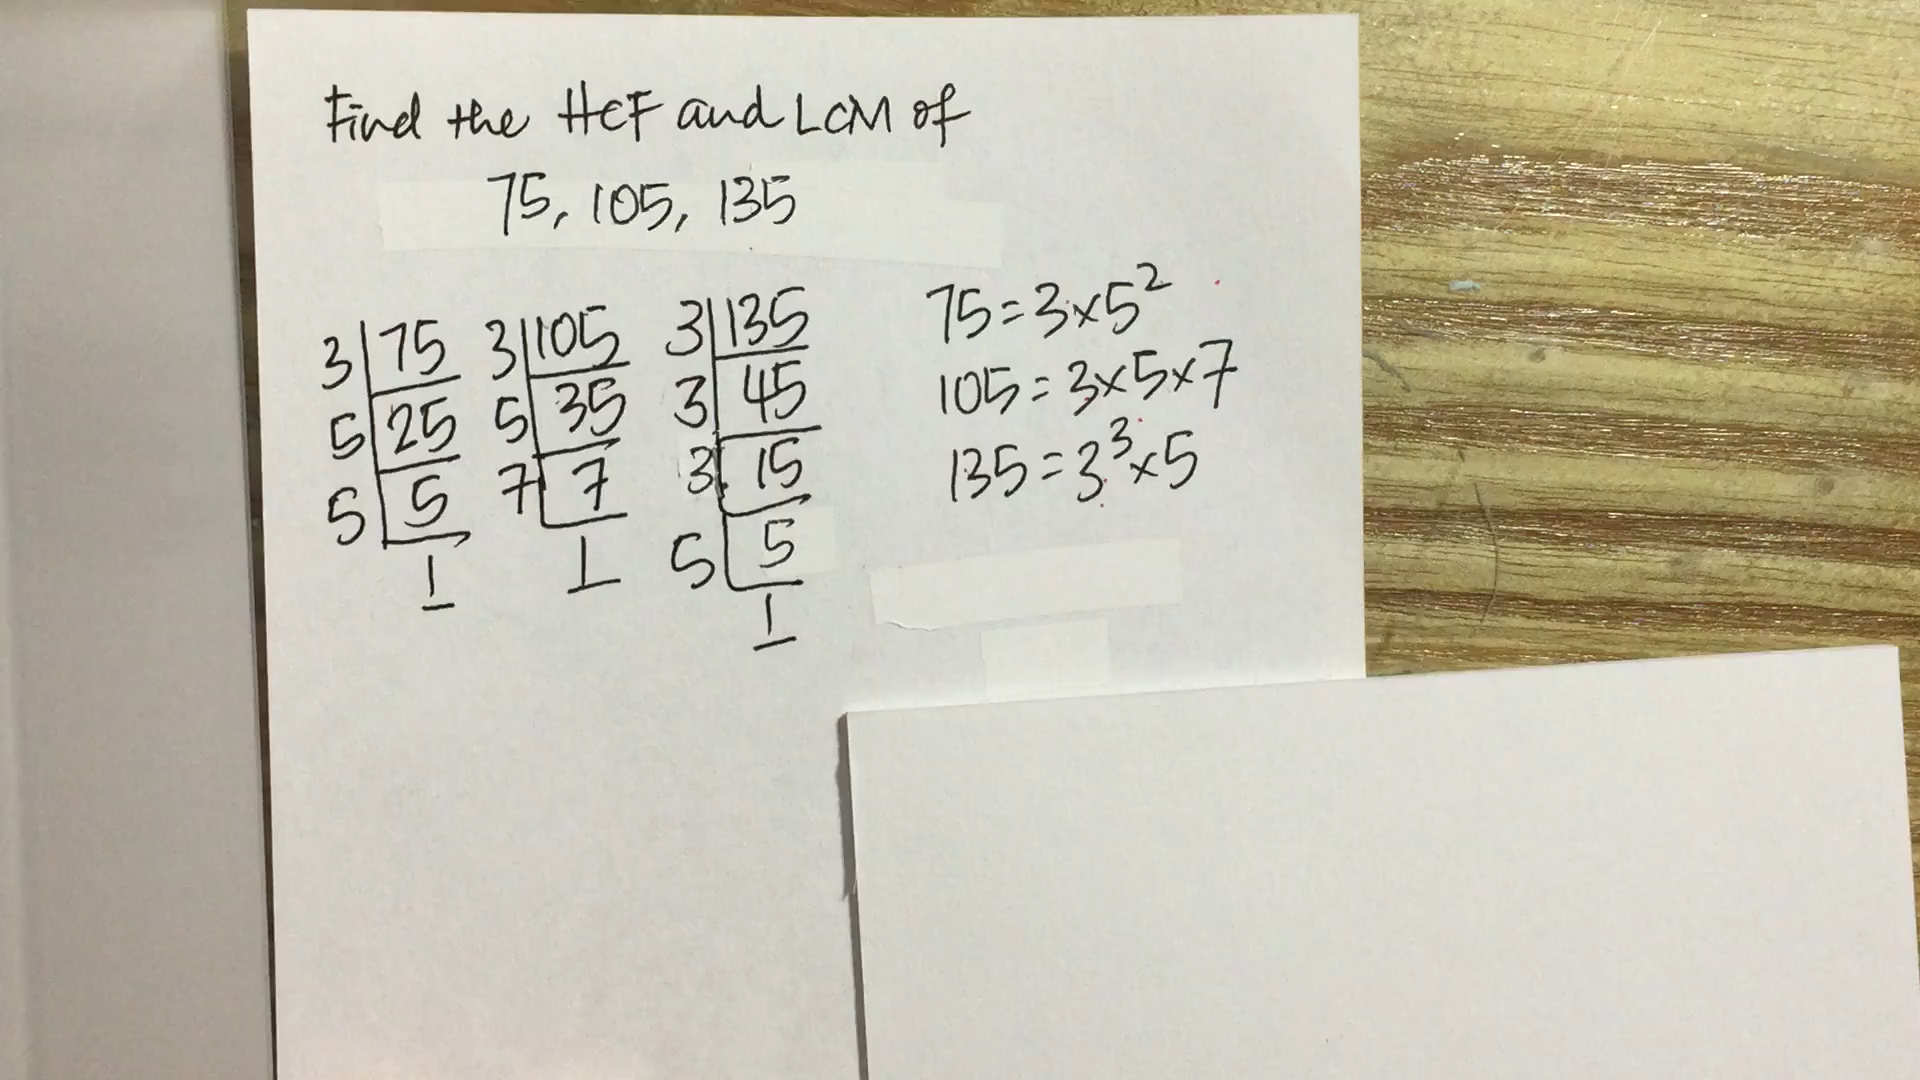 Find the HCF and LCM of
75, 105, 135
3 75
5 25
5 5
1
3 105
5 35
7 7
1
3 135
3 45
3 15
5 5
1
75 = 3 × 5²
105 = 3 × 5 × 7
135 = 3³ × 5